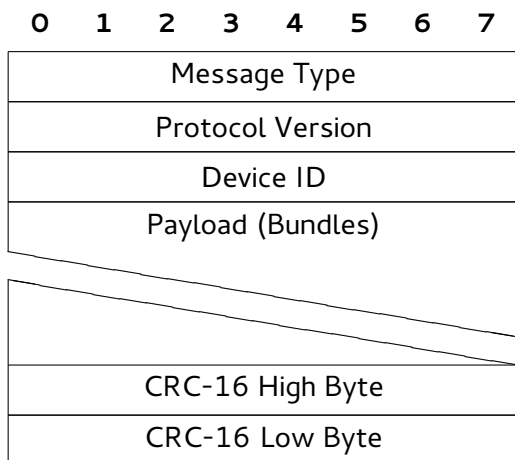 0 1 2 3 4 5 6 7
Message Type
Protocol Version
Device ID
Payload (Bundles)
CRC-16 High Byte
CRC-16 Low Byte